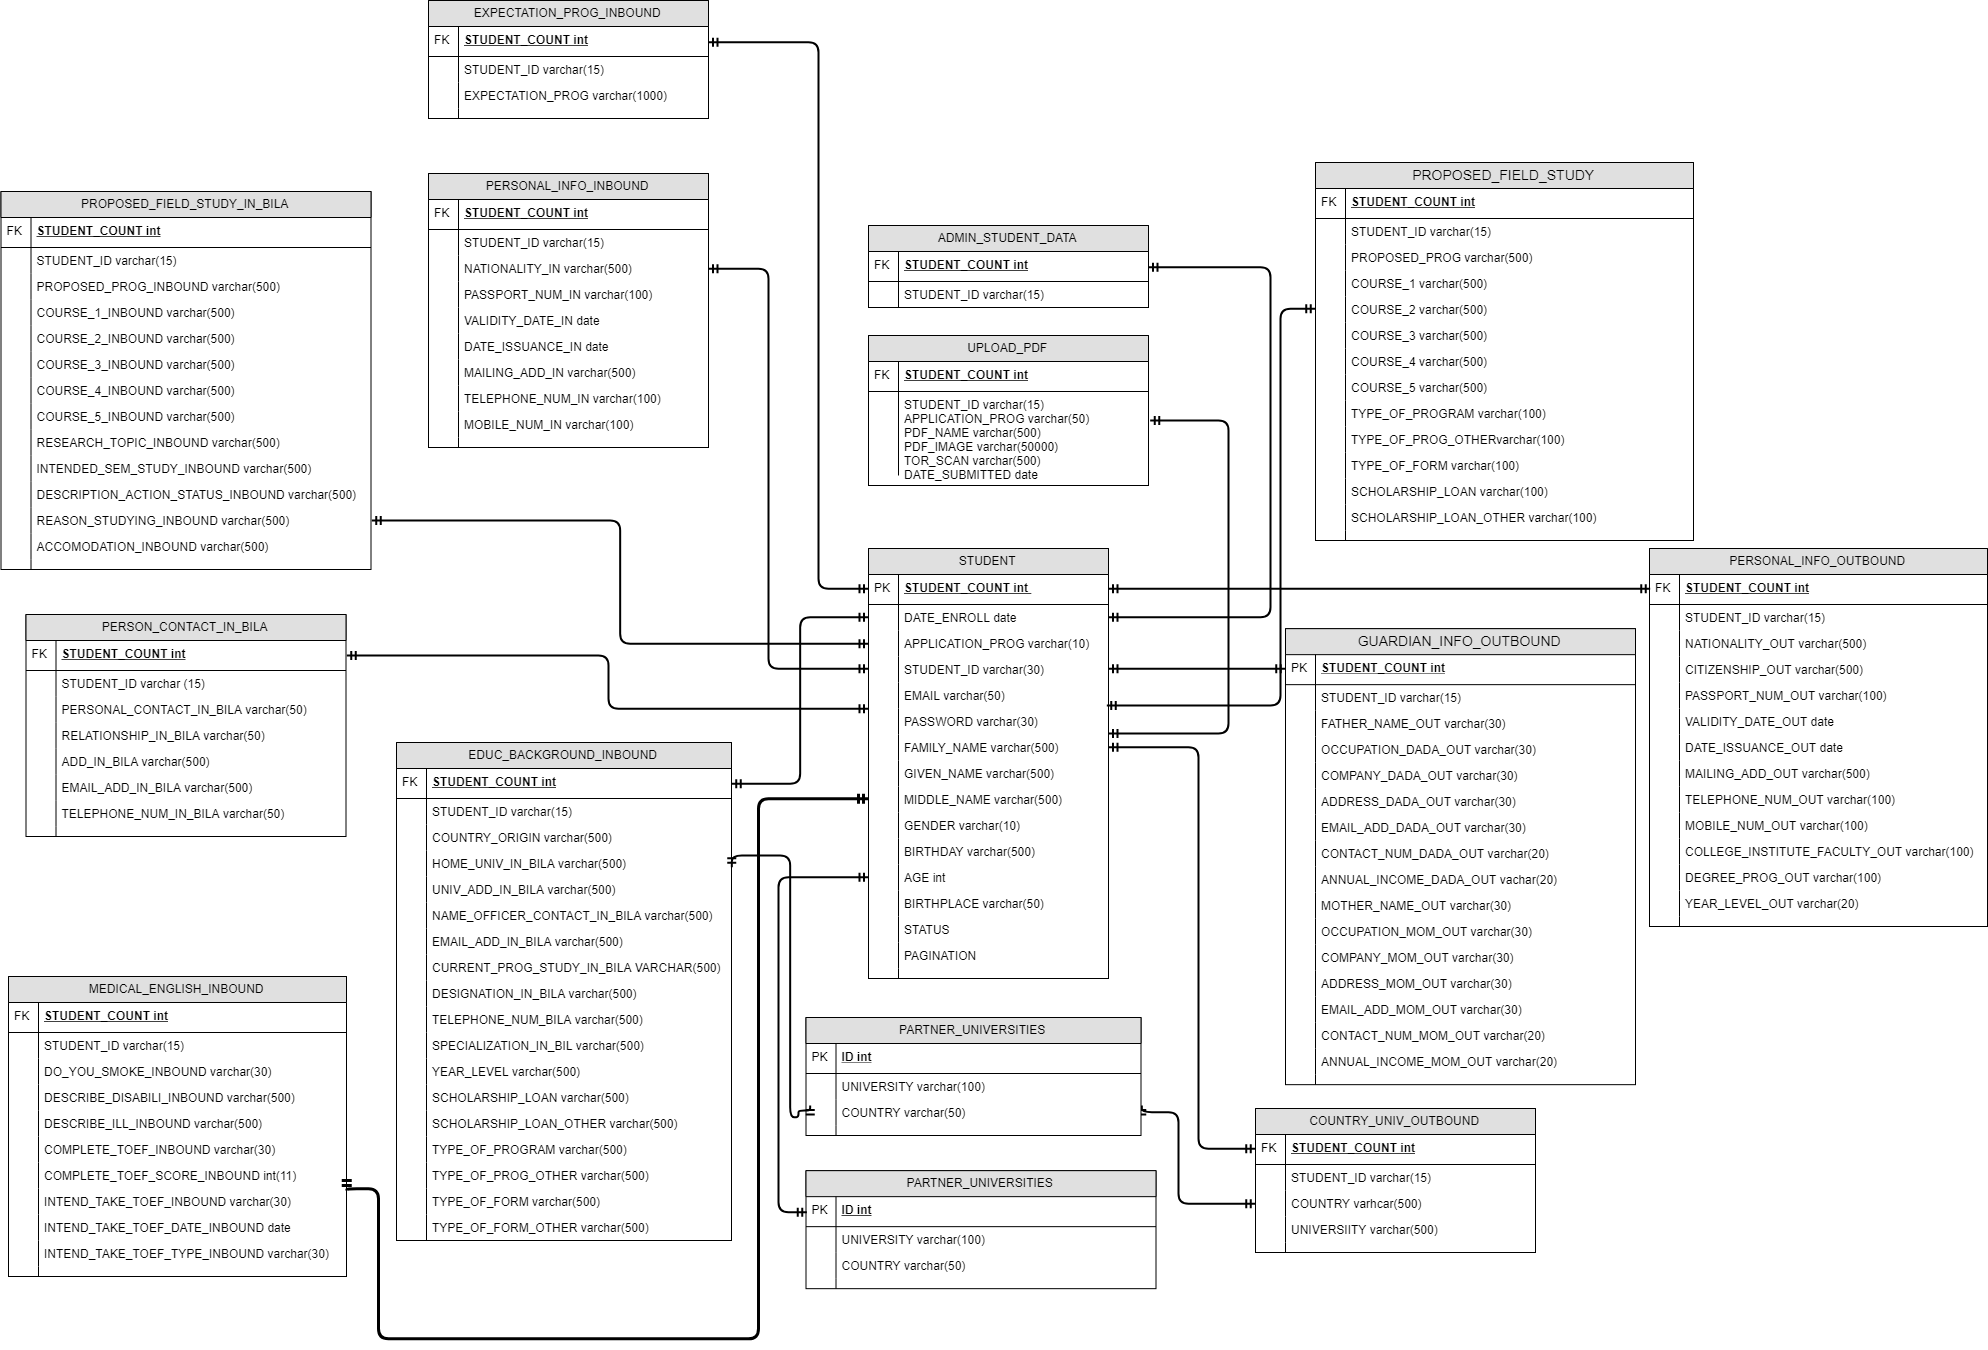 EXPECTATION_PROG_INBOUND
FK STUDENT_COUNT int
STUDENT_ID varchar(15)
EXPECTATION_PROG varchar(1000)
PROPOSED_FIELD_STUDY_IN_BILA
FK STUDENT_COUNT int
STUDENT_ID varchar(15)
PROPOSED_PROG_INBOUND varchar(500)
COURSE_1_INBOUND varchar(500)
COURSE_2_INBOUND varchar(500)
COURSE_3_INBOUND varchar(500)
COURSE_4_INBOUND varchar(500)
COURSE_5_INBOUND varchar(500)
RESEARCH_TOPIC_INBOUND varchar(500)
INTENDED_SEM_STUDY_INBOUND varchar(500)
DESCRIPTION_ACTION_STATUS_INBOUND varchar(500)
REASON_STUDYING_INBOUND varchar(500)
ACCOMODATION_INBOUND varchar(500)
PERSONAL_INFO_INBOUND
FK STUDENT_COUNT int
STUDENT_ID varchar(15)
NATIONALITY_IN varchar(500)
PASSPORT_NUM_IN varchar(100)
VALIDITY_DATE_IN date
DATE_ISSUANCE_IN date
MAILING_ADD_IN varchar(500)
TELEPHONE_NUM_IN varchar(100)
MOBILE_NUM_IN varchar(100)
ADMIN_STUDENT_DATA
FK STUDENT_COUNT int
STUDENT_ID varchar(15)
UPLOAD_PDF
FK STUDENT_COUNT int
STUDENT_ID varchar(15)
APPLICATION_PROG varchar(50)
PDF_NAME varchar(500)
PDF_IMAGE varchar(50000)
TOR_SCAN varchar(500)
DATE_SUBMITTED date
PROPOSED_FIELD_STUDY
FK STUDENT_COUNT int
STUDENT_ID varchar(15)
PROPOSED_PROG varchar(500)
COURSE_1 varchar(500)
COURSE_2 varchar(500)
COURSE_3 varchar(500)
COURSE_4 varchar(500)
COURSE_5 varchar(500)
TYPE_OF_PROGRAM varchar(100)
TYPE_OF_PROG_OTHERvarchar(100)
TYPE_OF_FORM varchar(100)
SCHOLARSHIP_LOAN varchar(100)
SCHOLARSHIP_LOAN_OTHER varchar(100)
PERSON_CONTACT_IN_BILA
FK STUDENT_COUNT int
STUDENT_ID varchar (15)
PERSONAL_CONTACT_IN_BILA varchar(50)
RELATIONSHIP_IN_BILA varchar(50)
ADD_IN_BILA varchar(500)
EMAIL_ADD_IN_BILA varchar(500)
TELEPHONE_NUM_IN_BILA varchar(50)
STUDENT
PK STUDENT_COUNT int
DATE_ENROLL date
APPLICATION_PROG varchar(10)
STUDENT_ID varchar(30)
EMAIL varchar(50)
PASSWORD varchar(30)
FAMILY_NAME varchar(500)
GIVEN_NAME varchar(500)
MIDDLE_NAME varchar(500)
GENDER varchar(10)
BIRTHDAY varchar(500)
AGE int
BIRTHPLACE varchar(50)
STATUS
PAGINATION
PERSONAL_INFO_OUTBOUND
FK STUDENT_COUNT int
STUDENT_ID varchar(15)
NATIONALITY_OUT varchar(500)
CITIZENSHIP_OUT varchar(500)
PASSPORT_NUM_OUT varchar(100)
VALIDITY_DATE_OUT date
DATE_ISSUANCE_OUT date
MAILING_ADD_OUT varchar(500)
TELEPHONE_NUM_OUT varchar(100)
MOBILE_NUM_OUT varchar(100)
COLLEGE_INSTITUTE_FACULTY_OUT varchar(100)
DEGREE_PROG_OUT varchar(100)
YEAR_LEVEL_OUT varchar(20)
GUARDIAN_INFO_OUTBOUND
PK STUDENT_COUNT int
STUDENT_ID varchar(15)
FATHER_NAME_OUT varchar(30)
OCCUPATION_DADA_OUT varchar(30)
COMPANY_DADA_OUT varchar(30)
ADDRESS_DADA_OUT varchar(30)
EMAIL_ADD_DADA_OUT varchar(30)
CONTACT_NUM_DADA_OUT varchar(20)
ANNUAL_INCOME_DADA_OUT vachar(20)
MOTHER_NAME_OUT varchar(30)
OCCUPATION_MOM_OUT varchar(30)
COMPANY_MOM_OUT varchar(30)
ADDRESS_MOM_OUT varchar(30)
EMAIL_ADD_MOM_OUT varchar(30)
CONTACT_NUM_MOM_OUT varchar(20)
ANNUAL_INCOME_MOM_OUT varchar(20)
EDUC_BACKGROUND_INBOUND
FK STUDENT_COUNT int
STUDENT_ID varchar(15)
COUNTRY_ORIGIN varchar(500)
HOME_UNIV_IN_BILA varchar(500)
UNIV_ADD_IN_BILA varchar(500)
NAME_OFFICER_CONTACT_IN_BILA varchar(500)
EMAIL_ADD_IN_BILA varchar(500)
CURRENT_PROG_STUDY_IN_BILA VARCHAR(500)
DESIGNATION_IN_BILA varchar(500)
TELEPHONE_NUM_BILA varchar(500)
SPECIALIZATION_IN_BIL varchar(500)
YEAR_LEVEL varchar(500)
SCHOLARSHIP_LOAN varchar(500)
SCHOLARSHIP_LOAN_OTHER varchar(500)
TYPE_OF_PROGRAM varchar(500)
TYPE_OF_PROG_OTHER varchar(500)
TYPE_OF_FORM varchar(500)
TYPE_OF_FORM_OTHER varchar(500)
MEDICAL_ENGLISH_INBOUND
FK STUDENT_COUNT int
STUDENT_ID varchar(15)
DO_YOU_SMOKE_INBOUND varchar(30)
DESCRIBE_DISABILI_INBOUND varchar(500)
DESCRIBE_ILL_INBOUND varchar(500)
COMPLETE_TOEF_INBOUND varchar(30)
COMPLETE_TOEF_SCORE_INBOUND int(11)
INTEND_TAKE_TOEF_INBOUND varchar(30)
INTEND_TAKE_TOEF_DATE_INBOUND date
INTEND_TAKE_TOEF_TYPE_INBOUND varchar(30)
PARTNER_UNIVERSITIES
PK ID int
UNIVERSITY varchar(100)
COUNTRY varchar(50)
PARTNER_UNIVERSITIES
PK ID int
UNIVERSITY varchar(100)
COUNTRY varchar(50)
COUNTRY_UNIV_OUTBOUND
FK STUDENT_COUNT int
STUDENT_ID varchar(15)
COUNTRY varhcar(500)
UNIVERSIITY varchar(500)